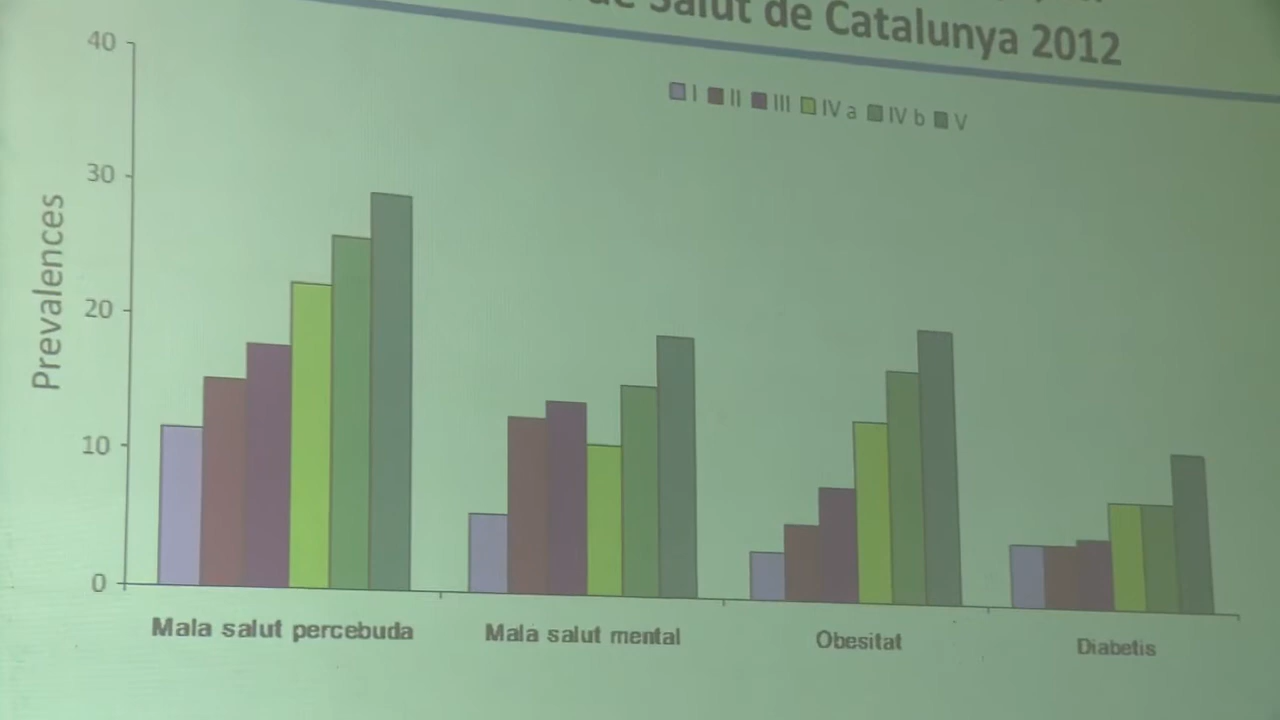 Salut de Catalunya 2012
I II III IV a IV b V
Prevalences
40
30
20
10
0
Mala salut percebuda
Mala salut mental
Obesitat
Diabetis